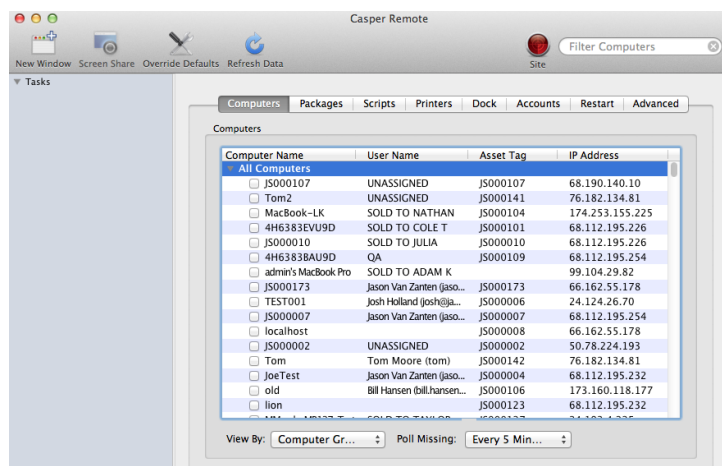 Casper Remote
New Window Screen Share Override Defaults Refresh Data Site Filter Computers
Tasks
Computers Packages Scripts Printers Dock Accounts Restart Advanced
Computers
Computer Name User Name Asset Tag IP Address
All Computers
JS000107 UNASSIGNED JS000107 68.190.140.10
Tom2 UNASSIGNED JS000141 76.182.134.81
MacBook-LK SOLD TO NATHAN JS000104 174.253.155.225
4H6383EVU9D SOLD TO COLE T JS000101 68.112.195.226
JS000010 SOLD TO JULIA JS000010 68.112.195.226
4H6383BAU9D QA JS000109 68.112.195.254
admin's MacBook Pro SOLD TO ADAM K 99.104.29.82
JS000173 Jason Van Zanten (jaso... JS000173 66.162.55.178
TEST001 Josh Holland (josh@ja... JS000006 24.124.26.70
JS000007 Jason Van Zanten (jaso... JS000007 68.112.195.254
localhost JS000008 66.162.55.178
JS000002 UNASSIGNED JS000002 50.78.224.193
Tom Tom Moore (tom) JS000142 76.182.134.81
JoeTest Jason Van Zanten (jaso... JS000004 68.112.195.232
old Bill Hansen (bill.hansen... JS000106 173.160.118.177
lion JS000123 68.112.195.232
View By: Computer Gr... Poll Missing: Every 5 Min...